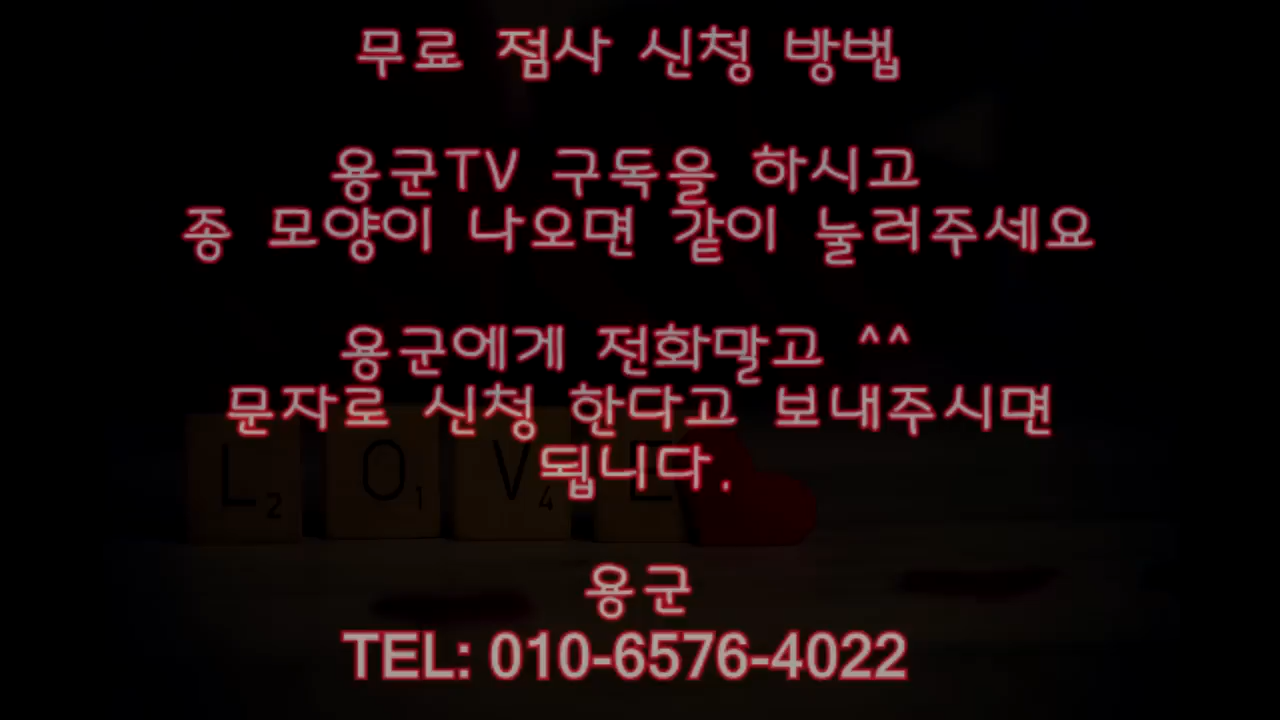 무료 점사 신청 방법
용군TV 구독을 하시고
종 모양이 나오면 같이 눌러주세요
용군에게 전화말고 ^^
문자로 신청 한다고 보내주시면
됩니다.
L2 O1 V4 E
용군
TEL: 010-6576-4022